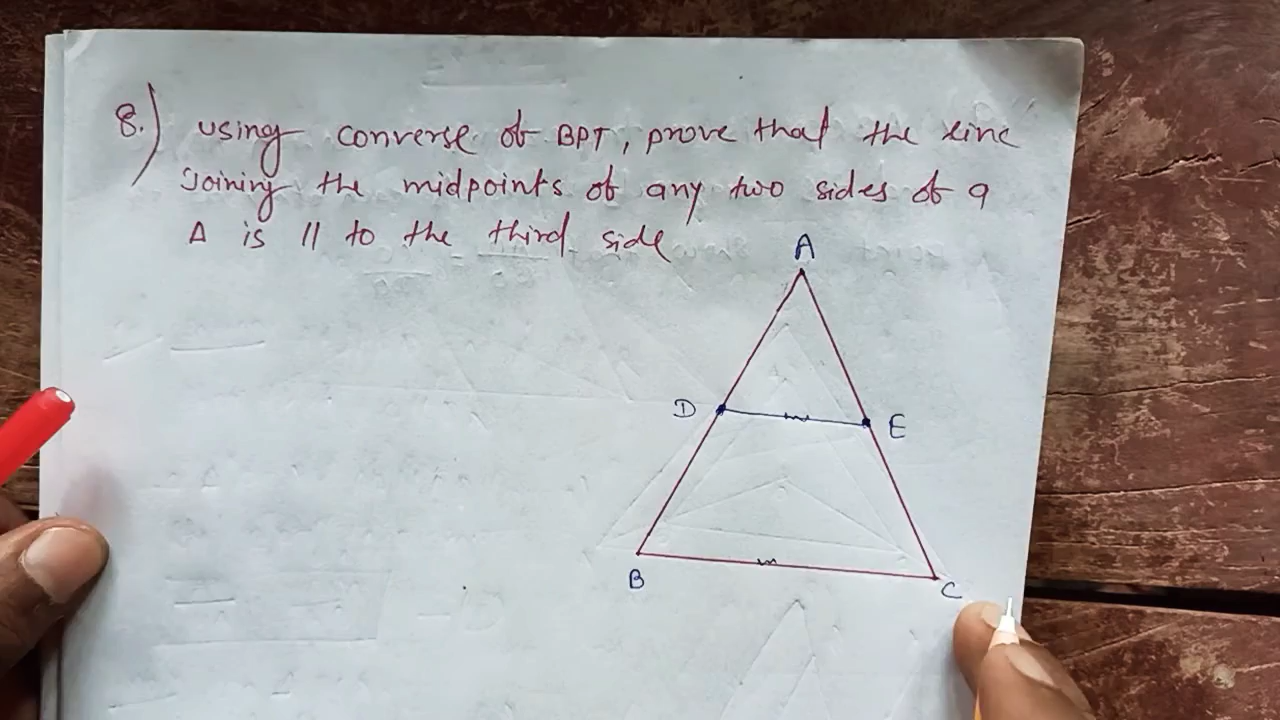 8.) using converse of BPT, prove that the line
Joining the midpoints of any two sides of a
Δ is || to the third side
A
D
E
B
C